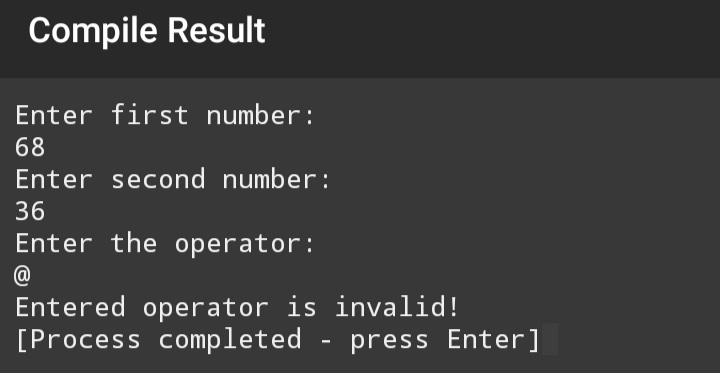 Compile Result
Enter first number:
68
Enter second number:
36
Enter the operator:
@
Entered operator is invalid!
[Process completed - press Enter]